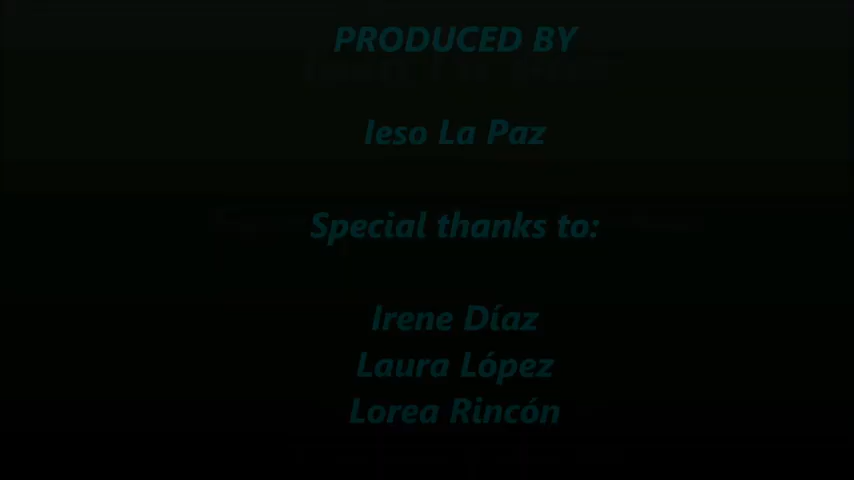 PRODUCED BY
Ieso La Paz
Special thanks to:
Irene Díaz
Laura López
Lorea Rincón